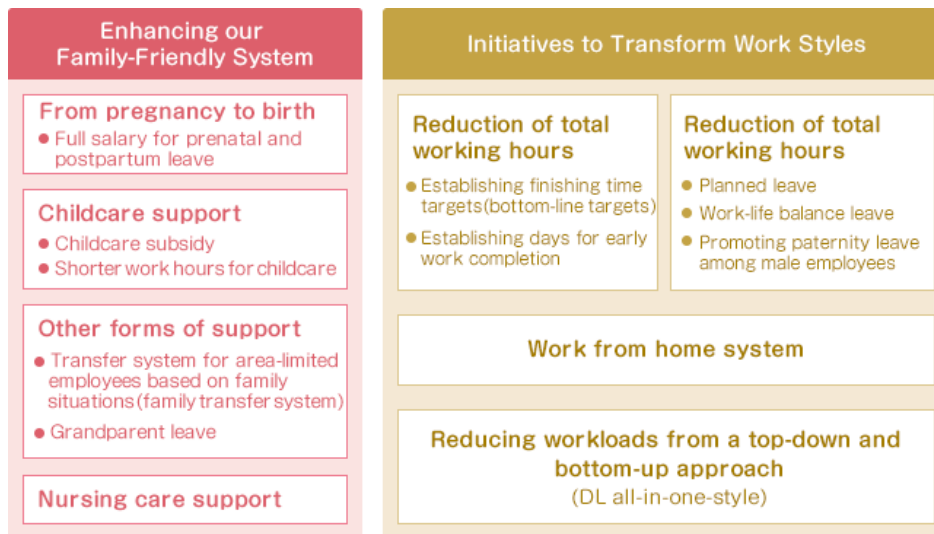 Enhancing our
Family-Friendly System
From pregnancy to birth
● Full salary for prenatal and
postpartum leave
Childcare support
● Childcare subsidy
● Shorter work hours for childcare
Other forms of support
● Transfer system for area-limited
employees based on family
situations(family transfer system)
● Grandparent leave
Nursing care support
Initiatives to Transform Work Styles
Reduction of total
working hours
● Establishing finishing time
targets(bottom-line targets)
● Establishing days for early
work completion
Reduction of total
working hours
● Planned leave
● Work-life balance leave
● Promoting paternity leave
among male employees
Work from home system
Reducing workloads from a top-down and
bottom-up approach
(DL all-in-one-style)